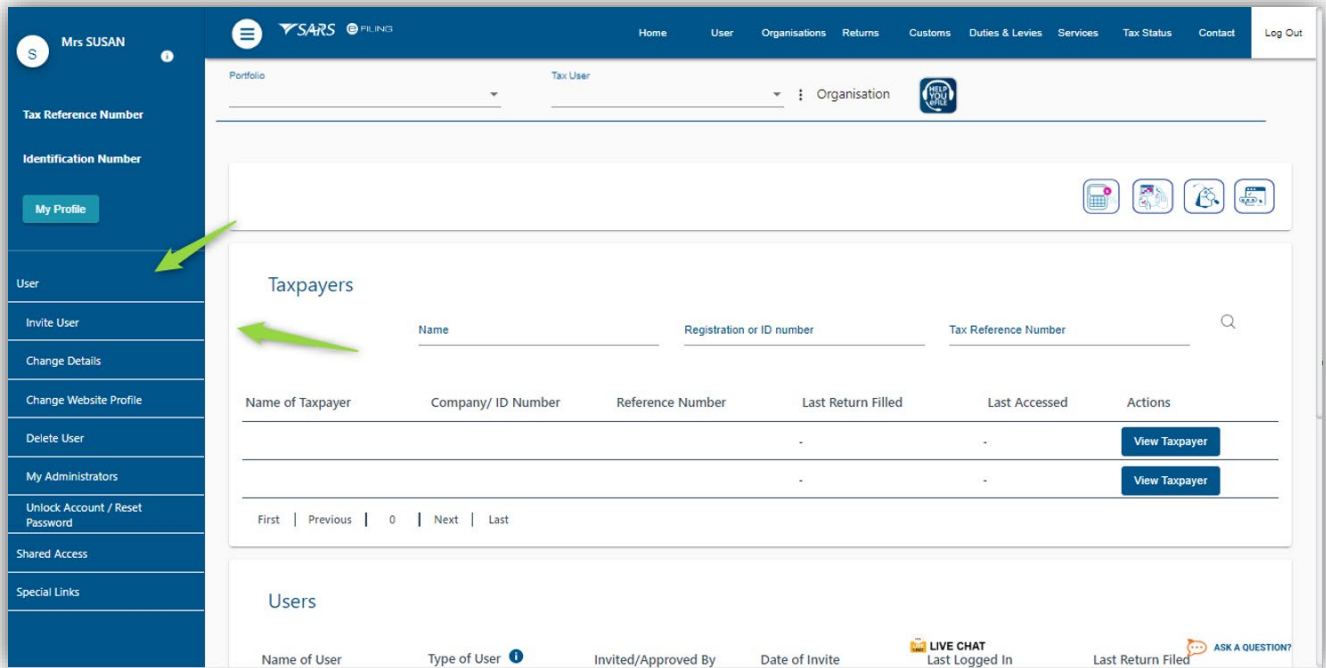 S
Mrs SUSAN
i
Tax Reference Number
Identification Number
My Profile
User
Invite User
Change Details
Change Website Profile
Delete User
My Administrators
Unlock Account / Reset
Password
Shared Access
Special Links
SARS e FILING
Home User Organisations Returns Customs Duties & Levies Services Tax Status Contact Log Out
Portfolio Tax User
Organisation
HELP
YOU
eFILE
Taxpayers
Name Registration or ID number Tax Reference Number
Name of Taxpayer Company/ ID Number Reference Number Last Return Filled Last Accessed Actions
- - View Taxpayer
- - View Taxpayer
First | Previous | 0 | Next | Last
Users
LIVE CHAT ASK A QUESTION?
Name of User Type of User i Invited/Approved By Date of Invite Last Logged In Last Return Filed